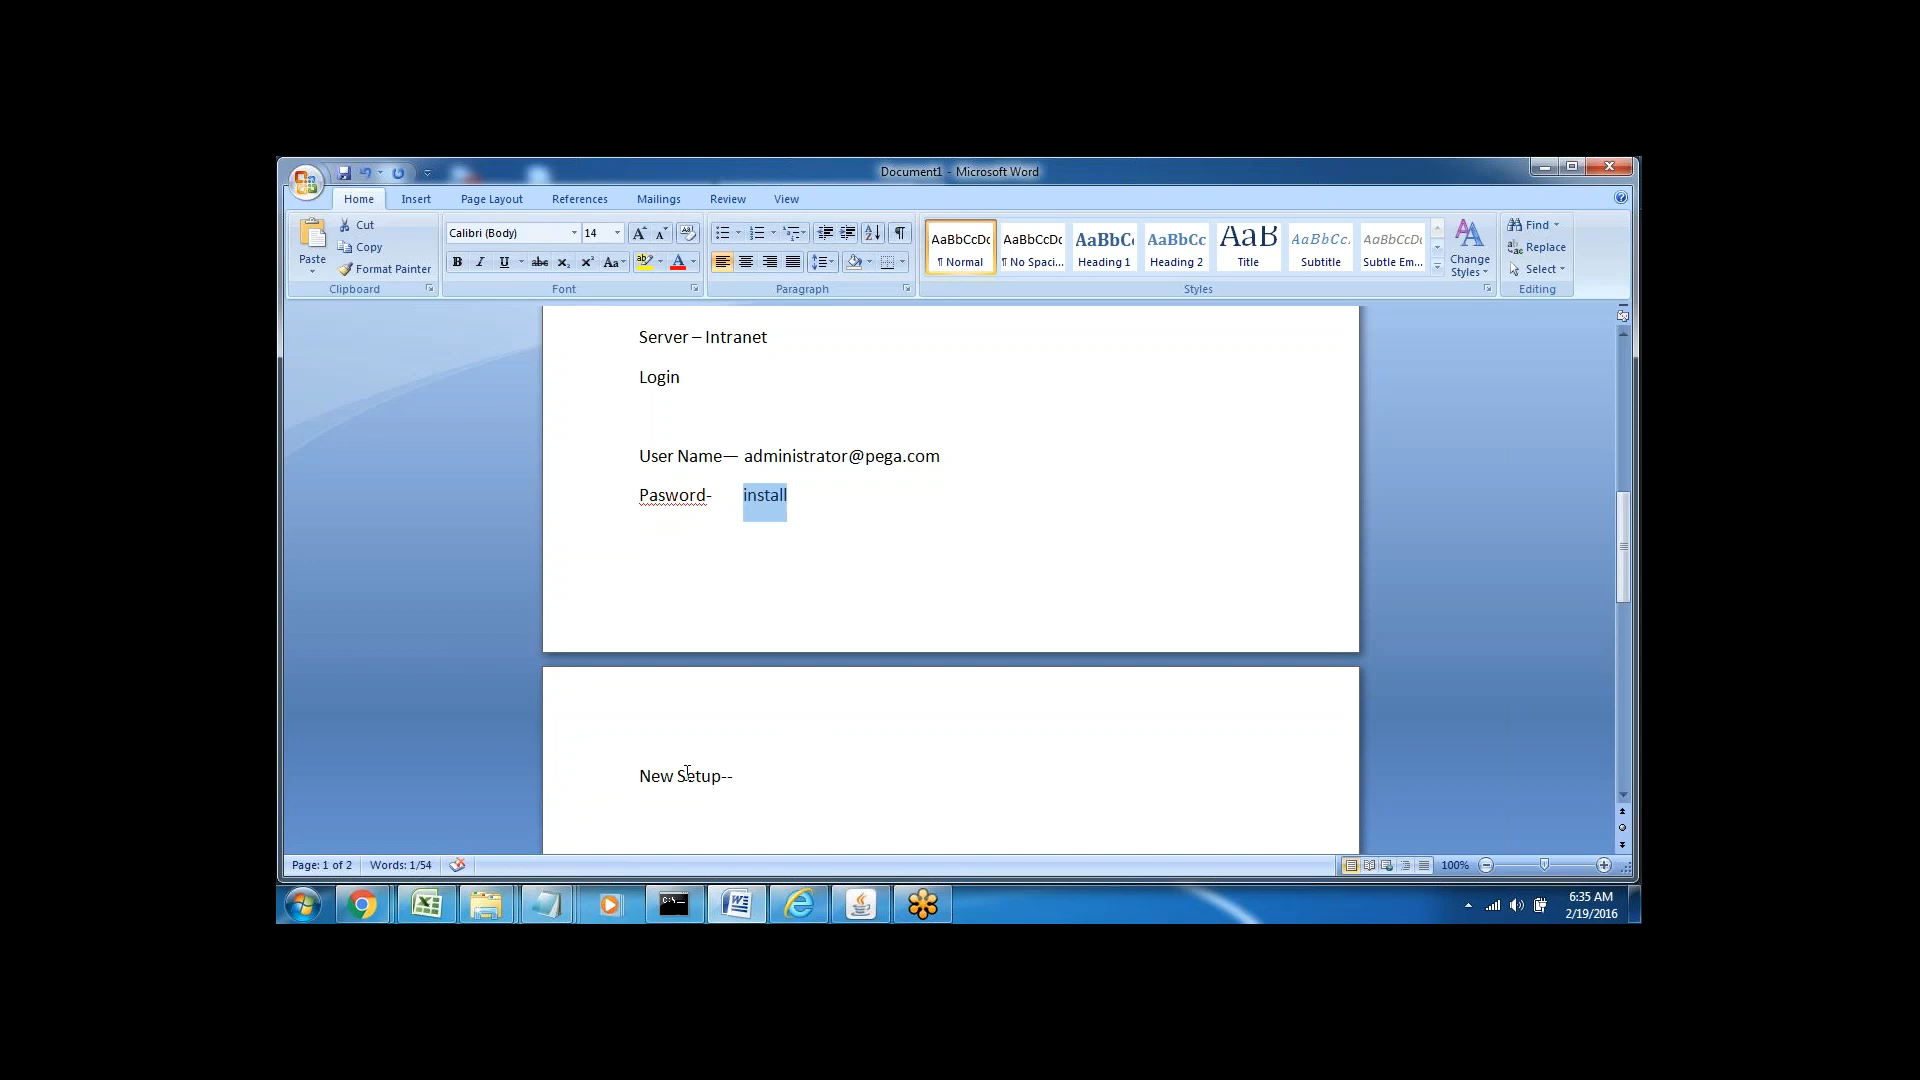 Document1 - Microsoft Word
Home Insert Page Layout References Mailings Review View
Paste
Cut
Copy
Format Painter
Clipboard
Calibri (Body) 14
Font
Paragraph
AaBbCcDc AaBbCcDc AaBbC AaBbCc AaB AaBbCc. AaBbCcDc
¶ Normal ¶ No Spaci... Heading 1 Heading 2 Title Subtitle Subtle Em...
Change Styles
Styles
Find
Replace
Select
Editing
Server – Intranet
Login
User Name— administrator@pega.com
Pasword- install
New Setup--
Page: 1 of 2 Words: 1/54 100%
6:35 AM
2/19/2016